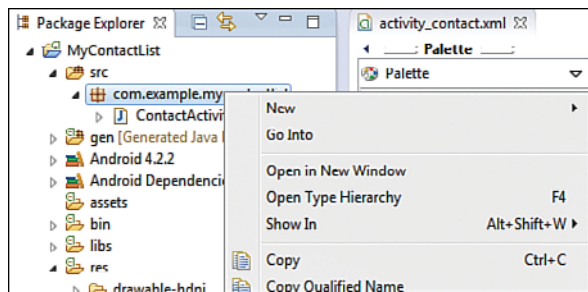 Package Explorer
MyContactList
src
com.example.my
ContactActivi
gen [Generated Java
Android 4.2.2
Android Dependenci
assets
bin
libs
res
drawable-hdpi
activity_contact.xml
Palette
Palette
New
Go Into
Open in New Window
Open Type Hierarchy F4
Show In Alt+Shift+W
Copy Ctrl+C
Copy Qualified Name